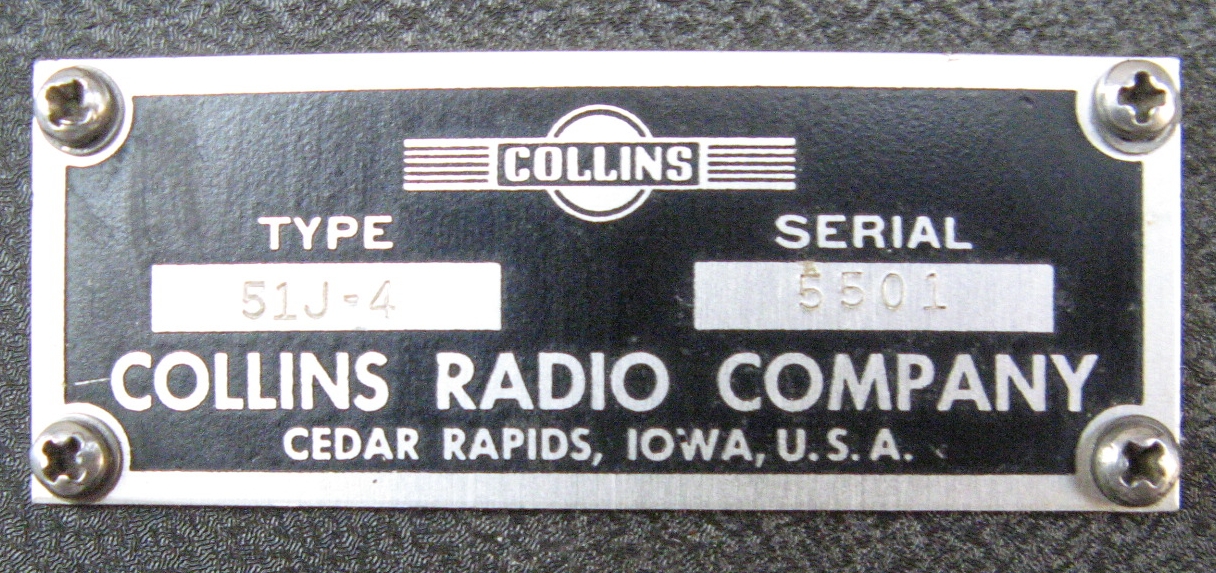 COLLINS
TYPE SERIAL
51J-4 5501
COLLINS RADIO COMPANY
CEDAR RAPIDS, IOWA, U.S.A.